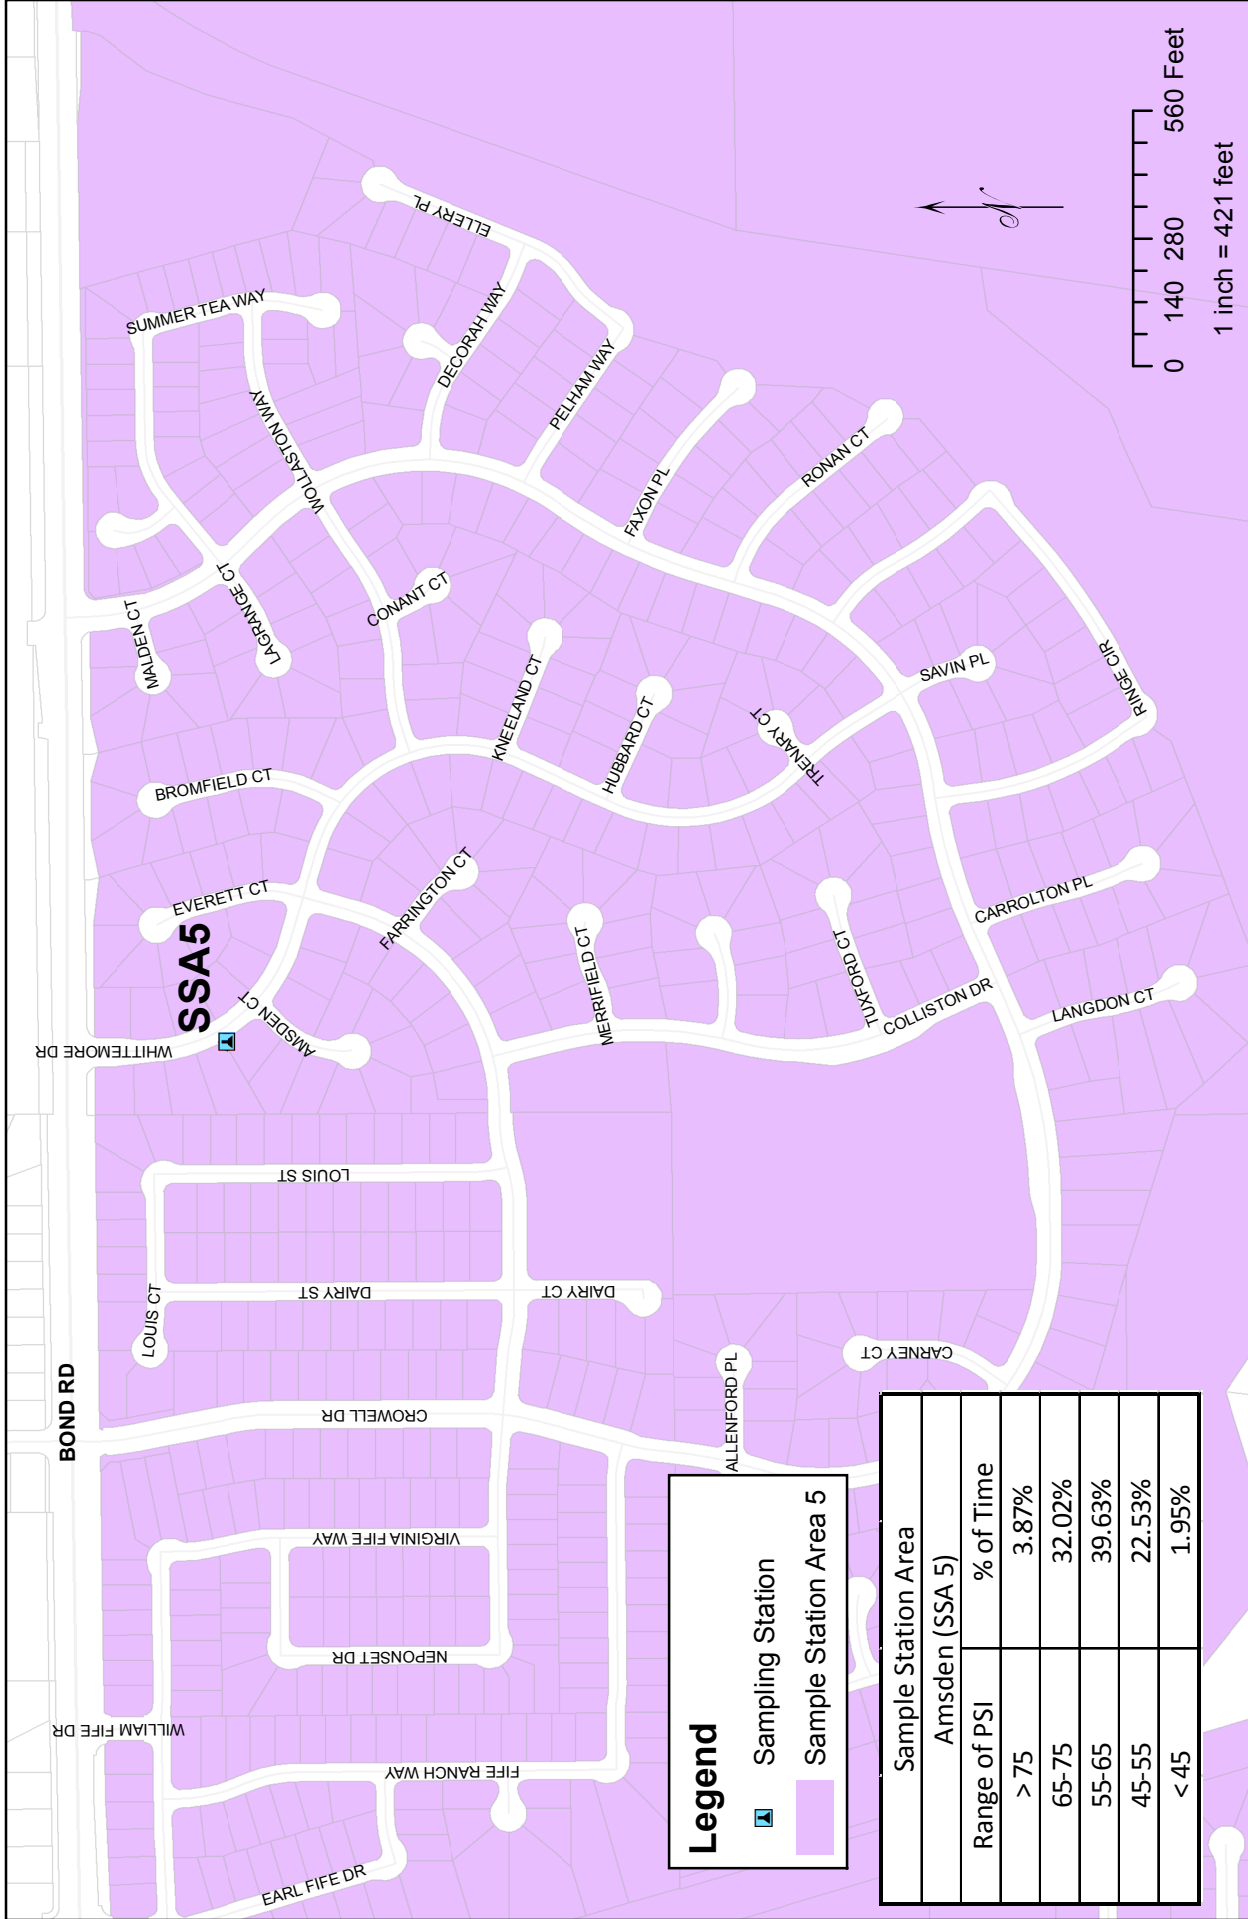 BOND RD
WILLIAM FIFE DR
EARL FIFE DR
FIFE RANCH WAY
NEPONSET DR
VIRGINIA FIFE WAY
CROWELL DR
LOUIS CT
DAIRY ST
DAIRY CT
LOUIS ST
ALLENFORD PL
CARNEY CT
WHITTEMORE DR
SSA5
AMSDEN CT
EVERETT CT
FARRINGTON CT
BROMFIELD CT
MERRIFIELD CT
TUXFORD CT
COLLISTON DR
LANGDON CT
CARROLTON PL
MALDEN CT
LAGRANGE CT
CONANT CT
KNEELAND CT
HUBBARD CT
TRENARY CT
TRENARY
SAVIN PL
RINGE CIR
SUMMER TEA WAY
WOLLASTON WAY
DECORAH WAY
ELLERY PL
PELHAM WAY
FAXON PL
RONAN CT
N
0 140 280 560 Feet
1 inch = 421 feet
Legend
Sampling Station
Sample Station Area 5
Sample Station Area
Amsden (SSA 5)
Range of PSI % of Time
> 75 3.87%
65-75 32.02%
55-65 39.63%
45-55 22.53%
< 45 1.95%